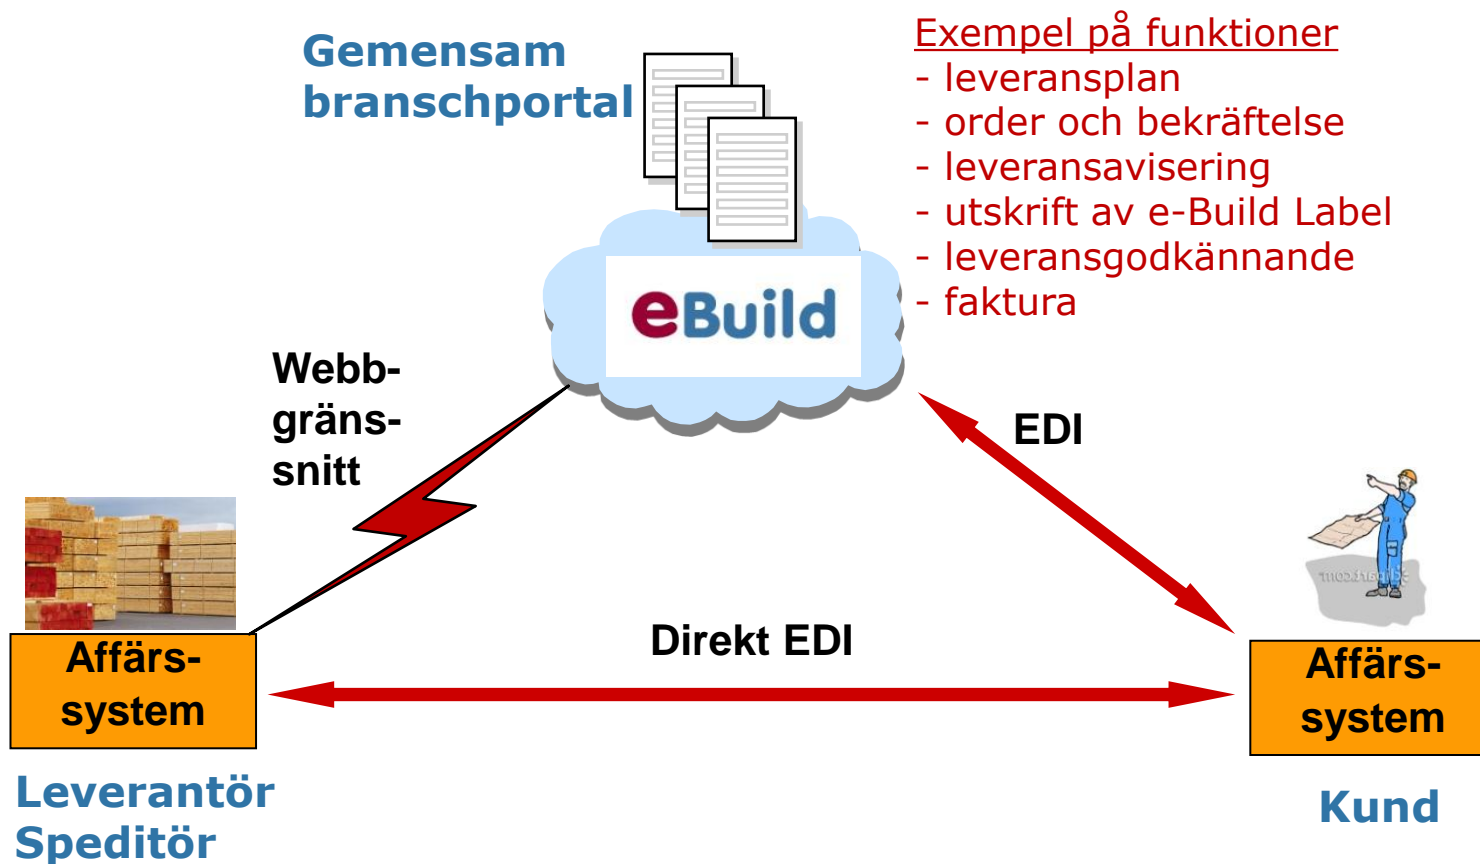 Gemensam
branschportal
Exempel på funktioner
- leveransplan
- order och bekräftelse
- leveransavisering
- utskrift av e-Build Label
- leveransgodkännande
- faktura
eBuild
Webb-
gräns-
snitt
EDI
Direkt EDI
Affärs-
system
Leverantör
Speditör
Affärs-
system
Kund